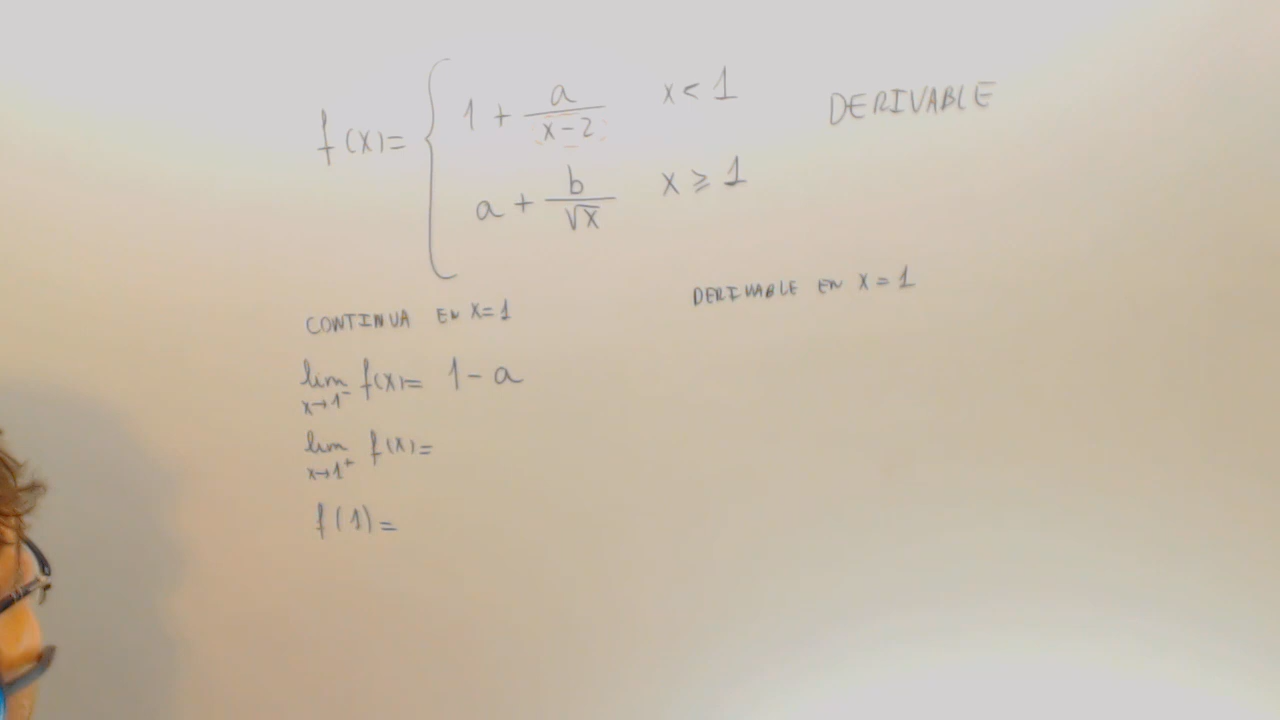 f(x)= { 1 + a/(x-2) x < 1
a + b/√x x ≥ 1
DERIVABLE
CONTINUA EN X=1
lim x→1⁻ f(x)= 1 - a
lim x→1⁺ f(x)=
f(1)=
DERIVABLE EN X=1